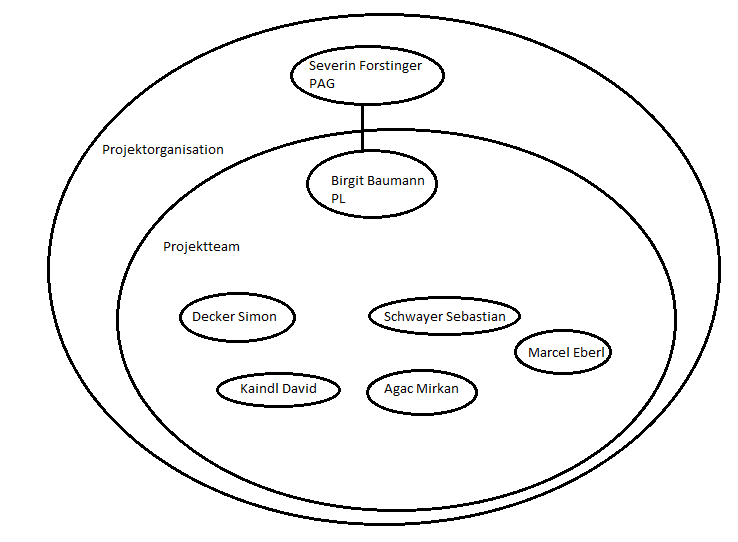 Severin Forstinger
PAG
Projektorganisation
Birgit Baumann
PL
Projektteam
Decker Simon
Schwayer Sebastian
Marcel Eberl
Kaindl David
Agac Mirkan